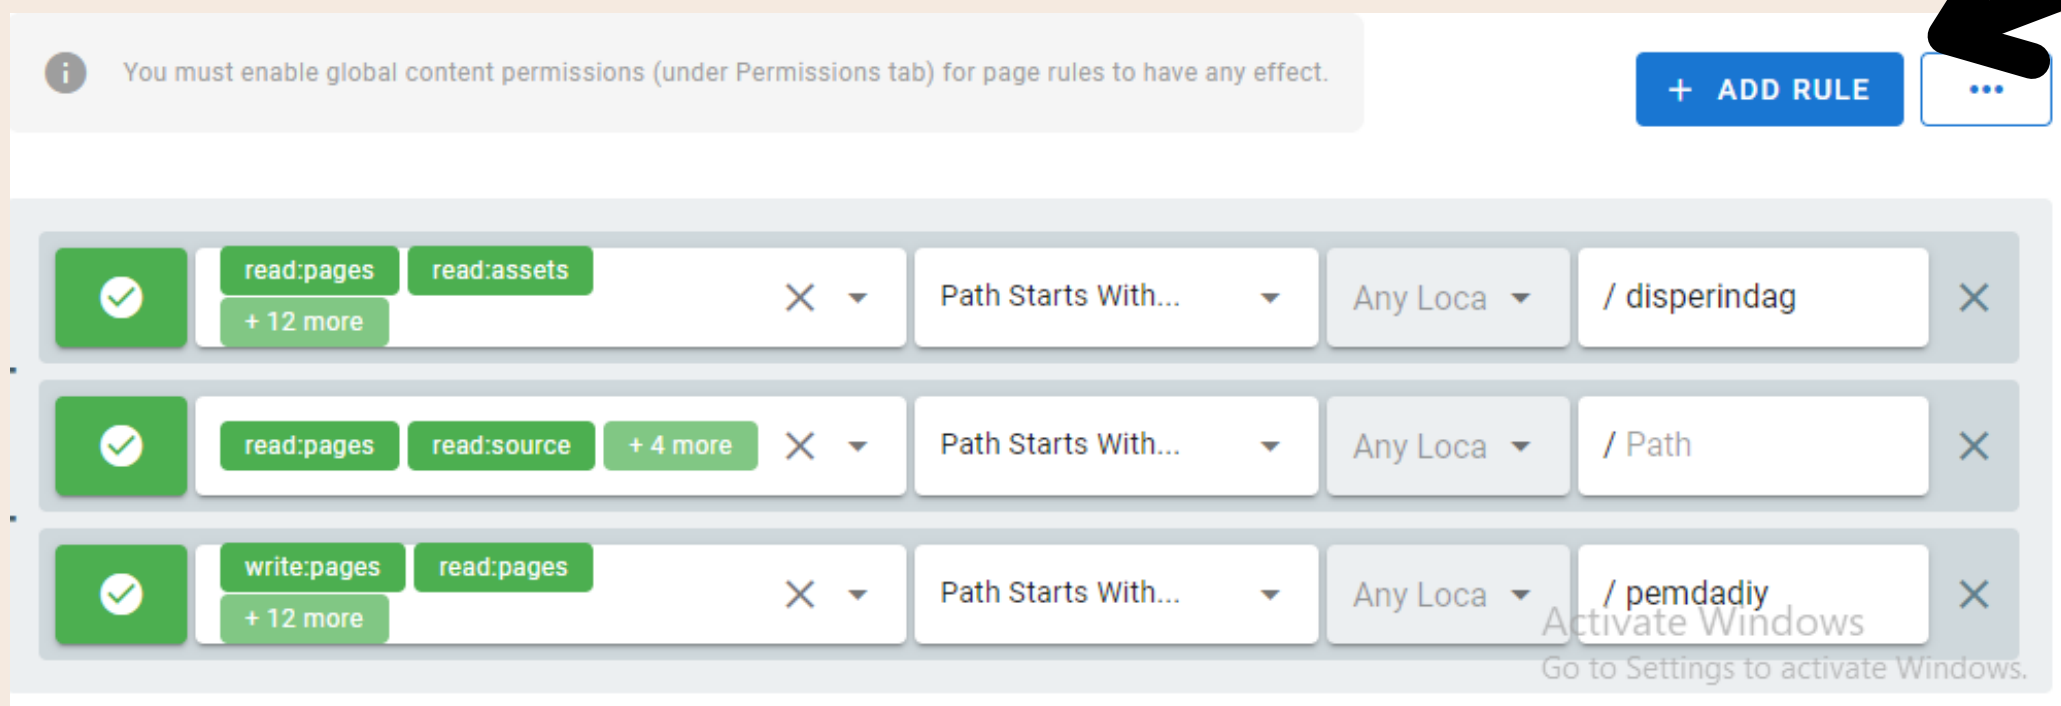 You must enable global content permissions (under Permissions tab) for page rules to have any effect.
+ ADD RULE
...
read:pages read:assets
+ 12 more
Path Starts With...
Any Loca
/ disperindag
read:pages read:source + 4 more
Path Starts With...
Any Loca
/ Path
write:pages read:pages
+ 12 more
Path Starts With...
Any Loca
/ pemdadiy
Activate Windows
Go to Settings to activate Windows.